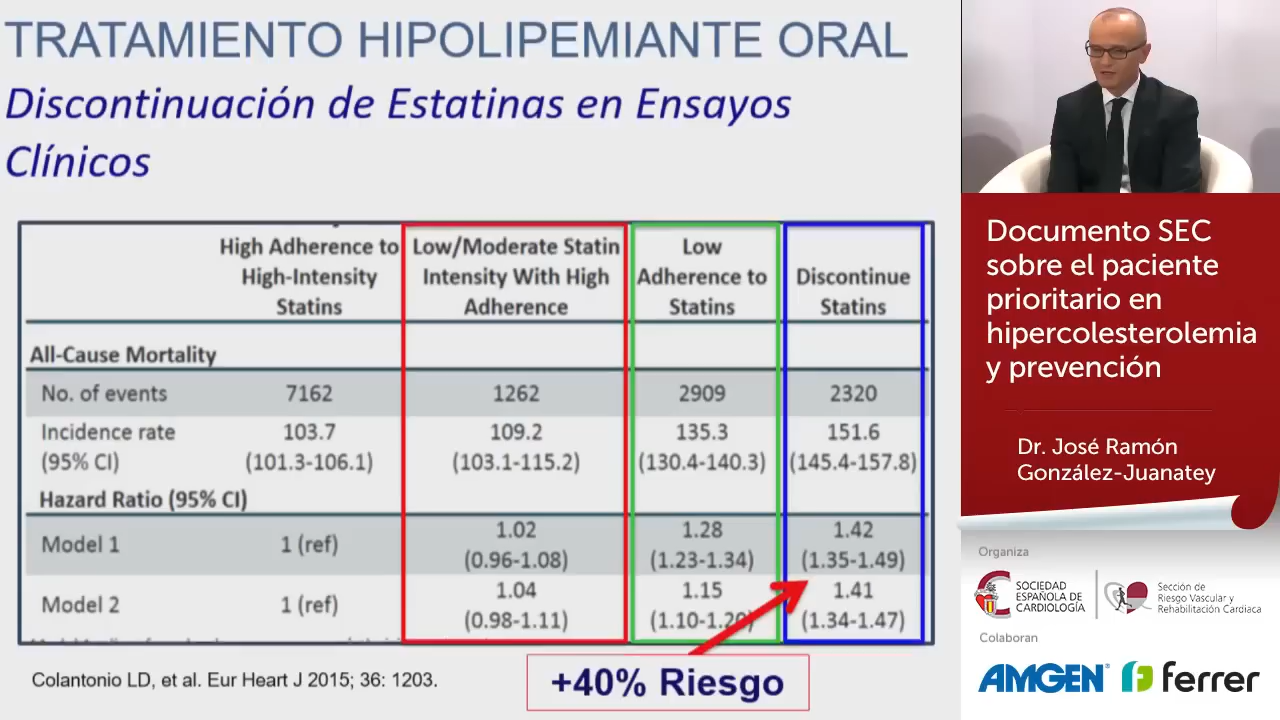 TRATAMIENTO HIPOLIPEMIANTE ORAL
Discontinuación de Estatinas en Ensayos
Clínicos
High Adherence to
High-Intensity
Statins
Low/Moderate Statin
Intensity With High
Adherence
Low
Adherence to
Statins
Discontinue
Statins
All-Cause Mortality
No. of events 7162 1262 2909 2320
Incidence rate 103.7 109.2 135.3 151.6
(95% CI) (101.3-106.1) (103.1-115.2) (130.4-140.3) (145.4-157.8)
Hazard Ratio (95% CI)
Model 1 1 (ref) 1.02 1.28 1.42
(0.96-1.08) (1.23-1.34) (1.35-1.49)
Model 2 1 (ref) 1.04 1.15 1.41
(0.98-1.11) (1.10-1.20) (1.34-1.47)
+40% Riesgo
Colantonio LD, et al. Eur Heart J 2015; 36: 1203.
Documento SEC
sobre el paciente
prioritario en
hipercolesterolemia
y prevención
Dr. José Ramón
González-Juanatey
Organiza
SOCIEDAD
ESPAÑOLA DE
CARDIOLOGÍA
Sección de
Riesgo Vascular y
Rehabilitación Cardiaca
Colaboran
AMGEN®
ferrer